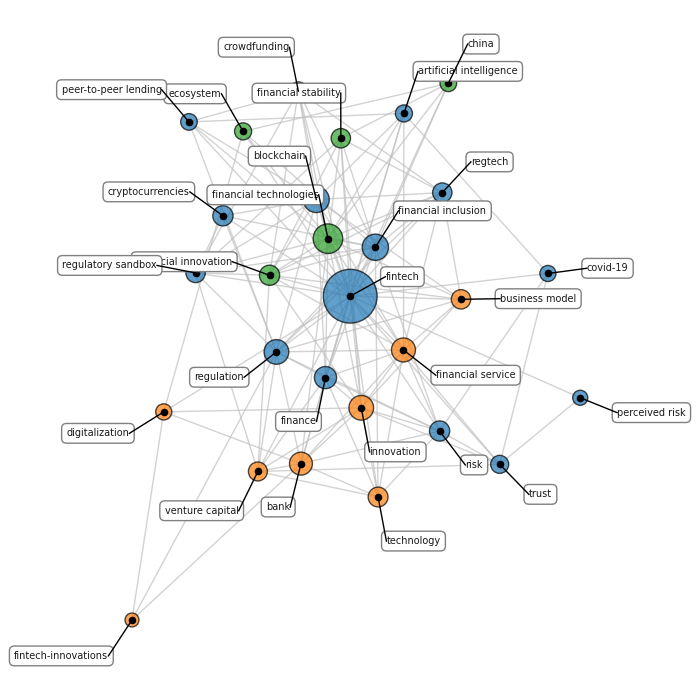 china
crowdfunding
artificial intelligence
peer-to-peer lending
ecosystem
financial stability
blockchain
regtech
cryptocurrencies
financial technologies
financial inclusion
cial innovation
regulatory sandbox
covid-19
fintech
business model
regulation
financial service
perceived risk
finance
digitalization
innovation
risk
trust
venture capital
bank
technology
fintech-innovations